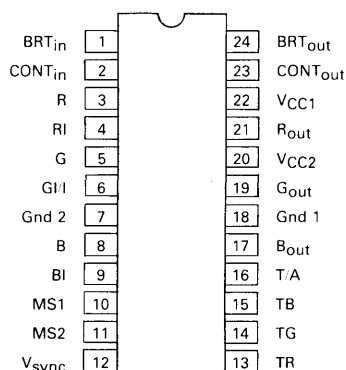 BRTin 1 24 BRTout
CONTin 2 23 CONTout
R 3 22 VCC1
RI 4 21 Rout
G 5 20 VCC2
GI/I 6 19 Gout
Gnd 2 7 18 Gnd 1
B 8 17 Bout
BI 9 16 T/A
MS1 10 15 TB
MS2 11 14 TG
Vsync 12 13 TR